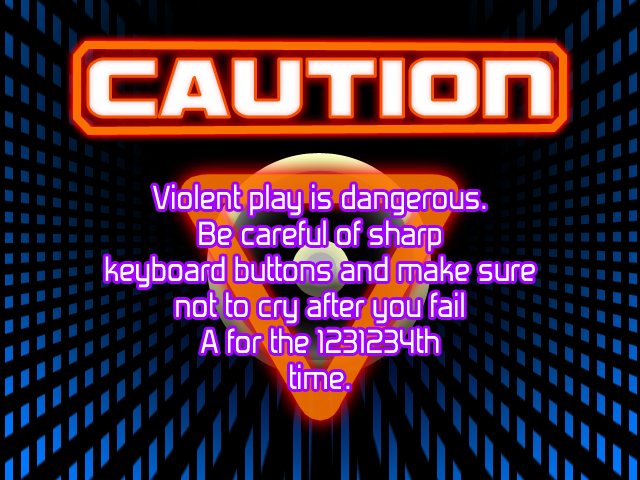 CAUTION
Violent play is dangerous.
Be careful of sharp
keyboard buttons and make sure
not to cry after you fail
A for the 1231234th
time.